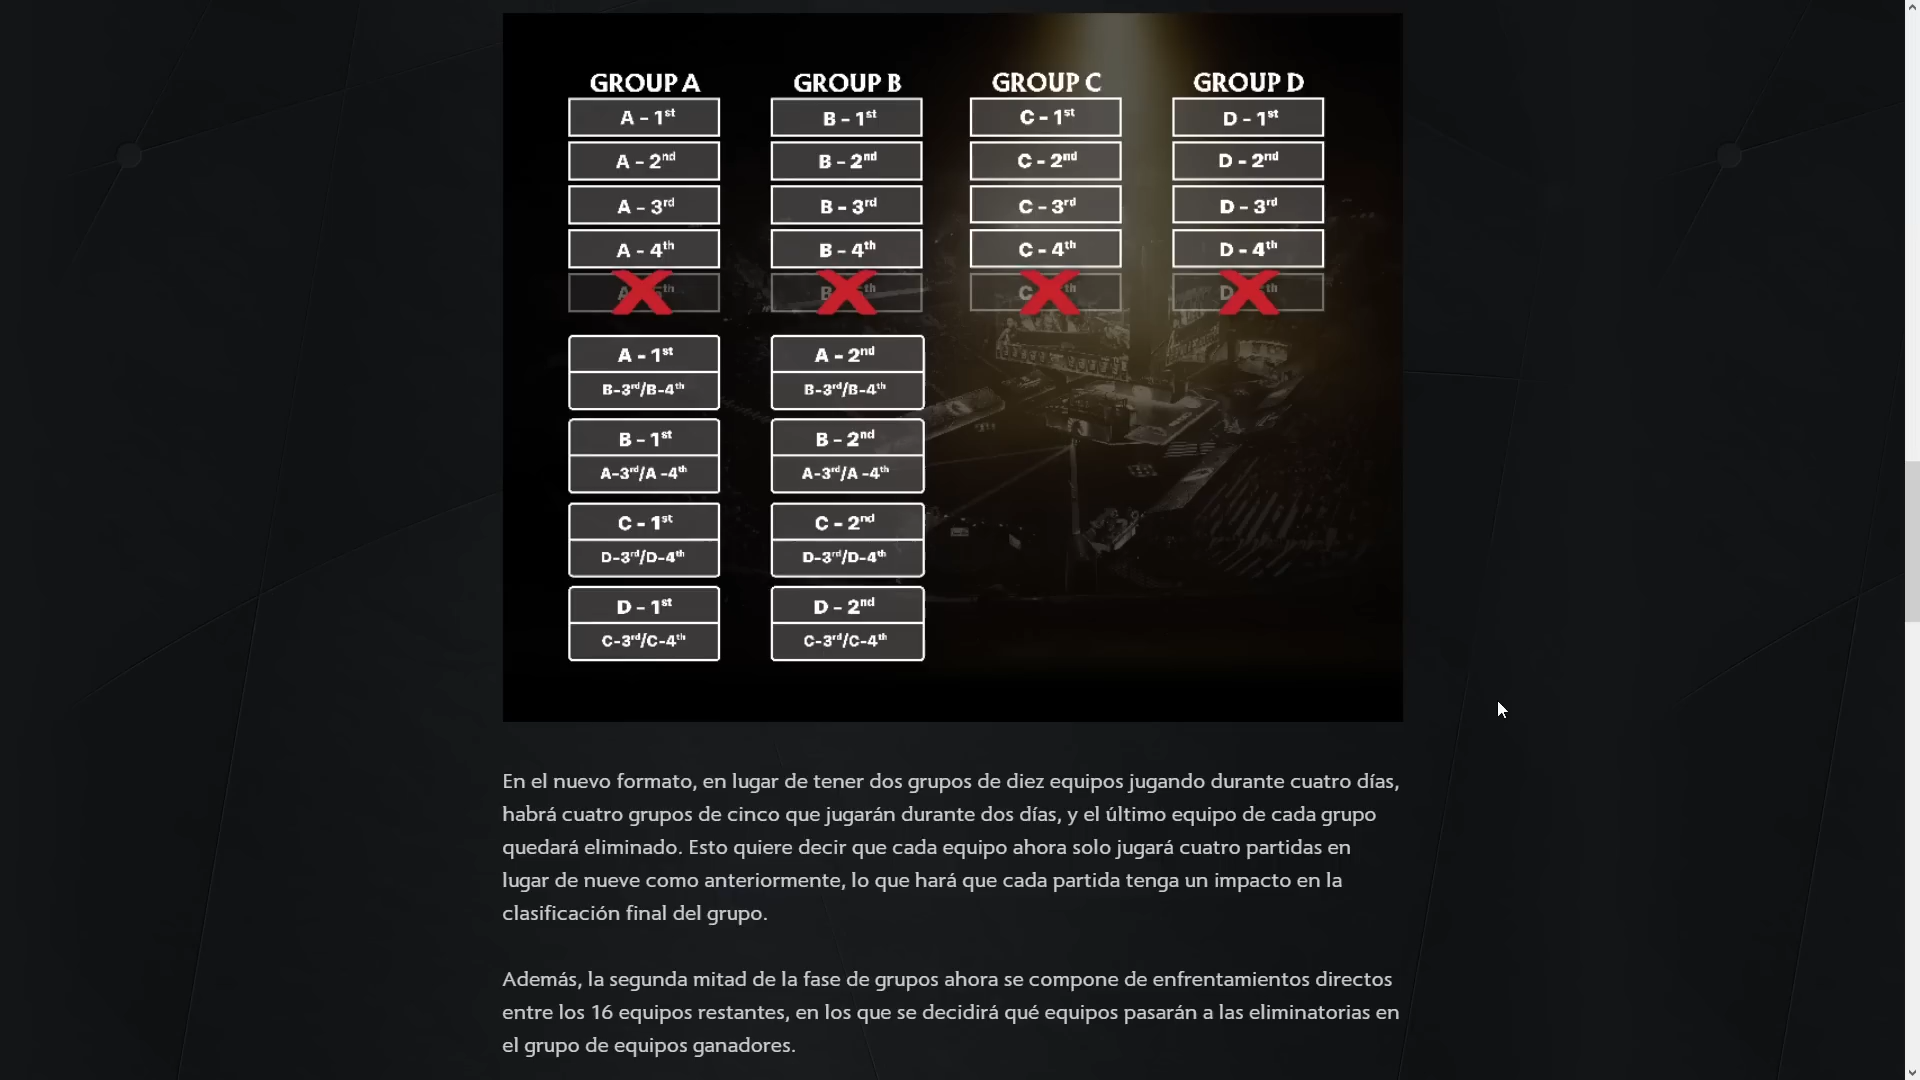 GROUP A GROUP B GROUP C GROUP D
A - 1st B - 1st C - 1st D - 1st
A - 2nd B - 2nd C - 2nd D - 2nd
A - 3rd B - 3rd C - 3rd D - 3rd
A - 4th B - 4th C - 4th D - 4th
A th B th C th D th
A - 1st A - 2nd
B-3rd/B-4th B-3rd/B-4th
B - 1st B - 2nd
A-3rd/A -4th A-3rd/A -4th
C - 1st C - 2nd
D-3rd/D-4th D-3rd/D-4th
D - 1st D - 2nd
C-3rd/C-4th C-3rd/C-4th
En el nuevo formato, en lugar de tener dos grupos de diez equipos jugando durante cuatro días,
habrá cuatro grupos de cinco que jugarán durante dos días, y el último equipo de cada grupo
quedará eliminado. Esto quiere decir que cada equipo ahora solo jugará cuatro partidas en
lugar de nueve como anteriormente, lo que hará que cada partida tenga un impacto en la
clasificación final del grupo.
Además, la segunda mitad de la fase de grupos ahora se compone de enfrentamientos directos
entre los 16 equipos restantes, en los que se decidirá qué equipos pasarán a las eliminatorias en
el grupo de equipos ganadores.